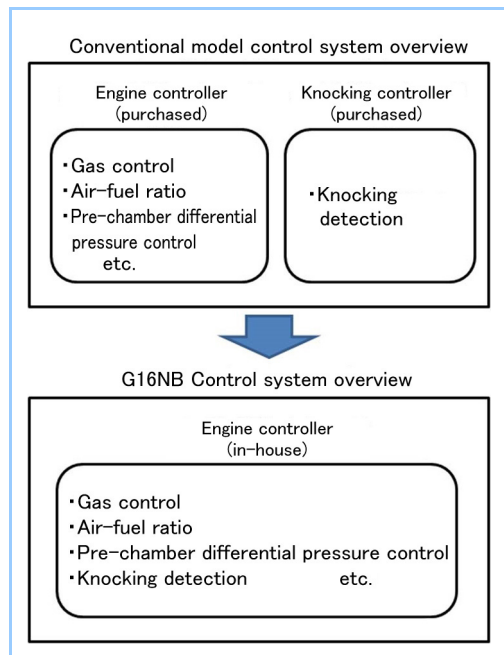 Conventional model control system overview
Engine controller
(purchased)
・Gas control
・Air-fuel ratio
・Pre-chamber differential
pressure control
etc.
Knocking controller
(purchased)
・Knocking
detection
G16NB Control system overview
Engine controller
(in-house)
・Gas control
・Air-fuel ratio
・Pre-chamber differential pressure control
・Knocking detection etc.